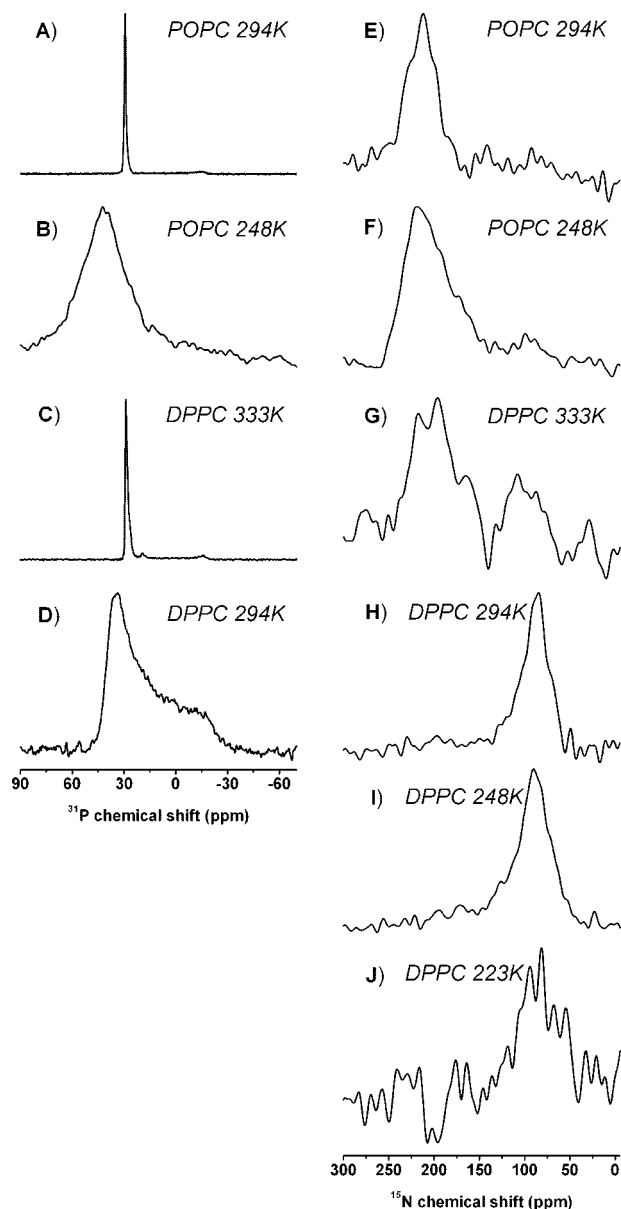 A) POPC 294K
B) POPC 248K
C) DPPC 333K
D) DPPC 294K
90 60 30 0 -30 -60
³¹P chemical shift (ppm)
E) POPC 294K
F) POPC 248K
G) DPPC 333K
H) DPPC 294K
I) DPPC 248K
J) DPPC 223K
300 250 200 150 100 50 0
¹⁵N chemical shift (ppm)